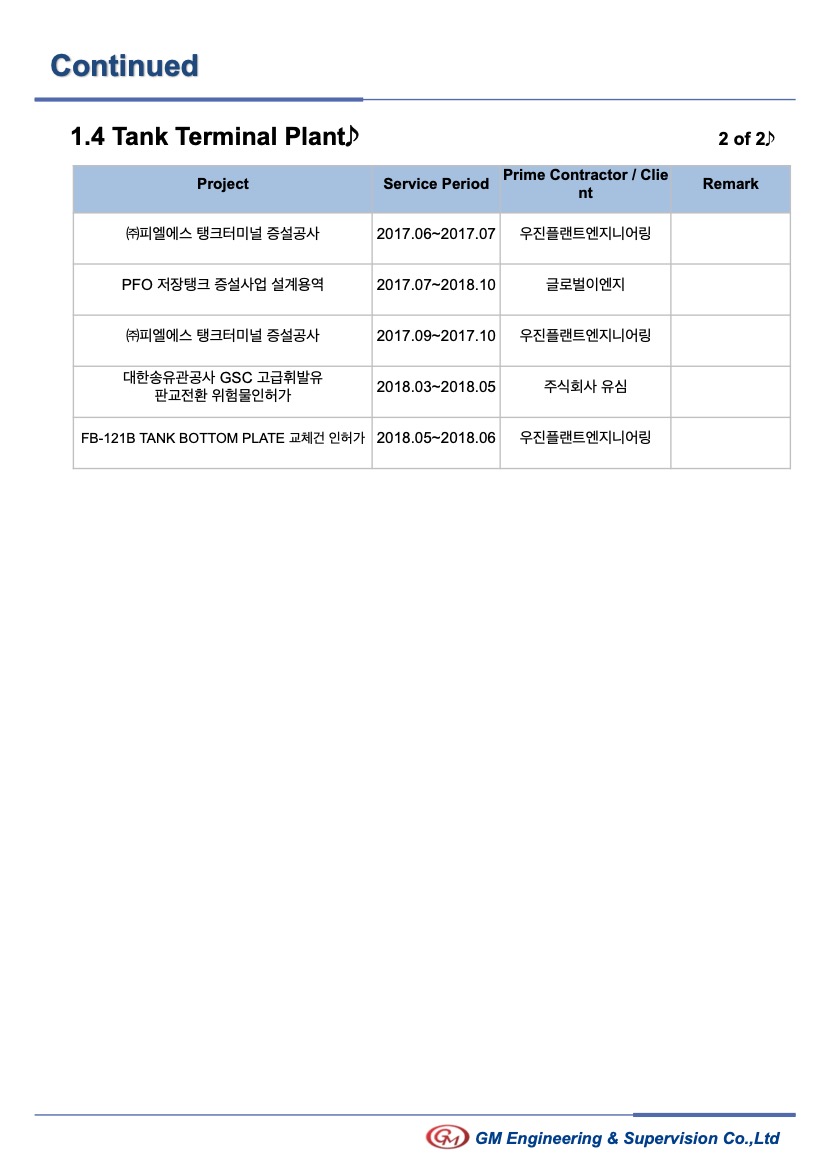 Continued
1.4 Tank Terminal Plant♪
2 of 2♪
Project Service Period Prime Contractor / Clie
nt Remark
㈜피엘에스 탱크터미널 증설공사 2017.06~2017.07 우진플랜트엔지니어링
PFO 저장탱크 증설사업 설계용역 2017.07~2018.10 글로벌이엔지
㈜피엘에스 탱크터미널 증설공사 2017.09~2017.10 우진플랜트엔지니어링
대한송유관공사 GSC 고급휘발유
판교전환 위험물인허가 2018.03~2018.05 주식회사 유심
FB-121B TANK BOTTOM PLATE 교체건 인허가 2018.05~2018.06 우진플랜트엔지니어링
GM GM Engineering & Supervision Co.,Ltd